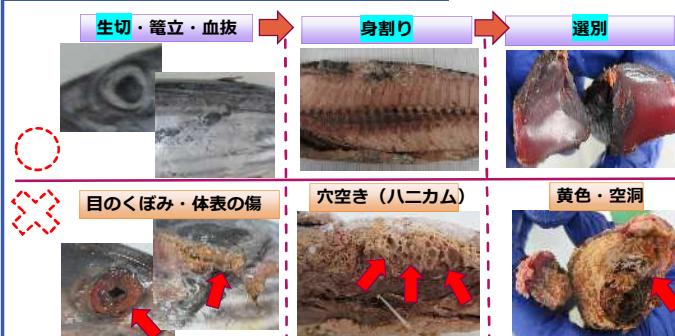 生切・篭立・血抜
身割り
選別
目のくぼみ・体表の傷
穴空き（ハニカム）
黄色・空洞